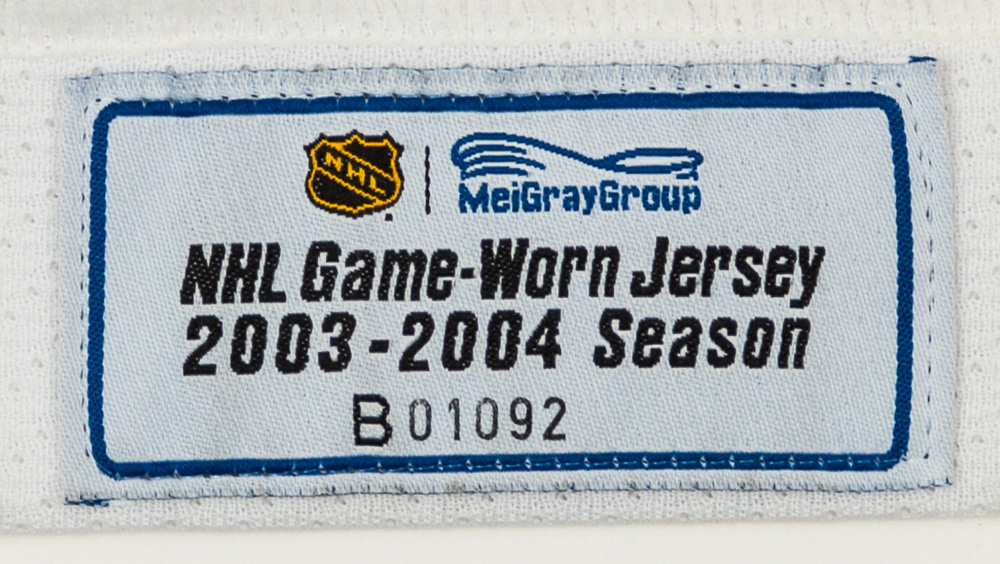 NHL
MeiGrayGroup
NHL Game-Worn Jersey
2003-2004 Season
B01092